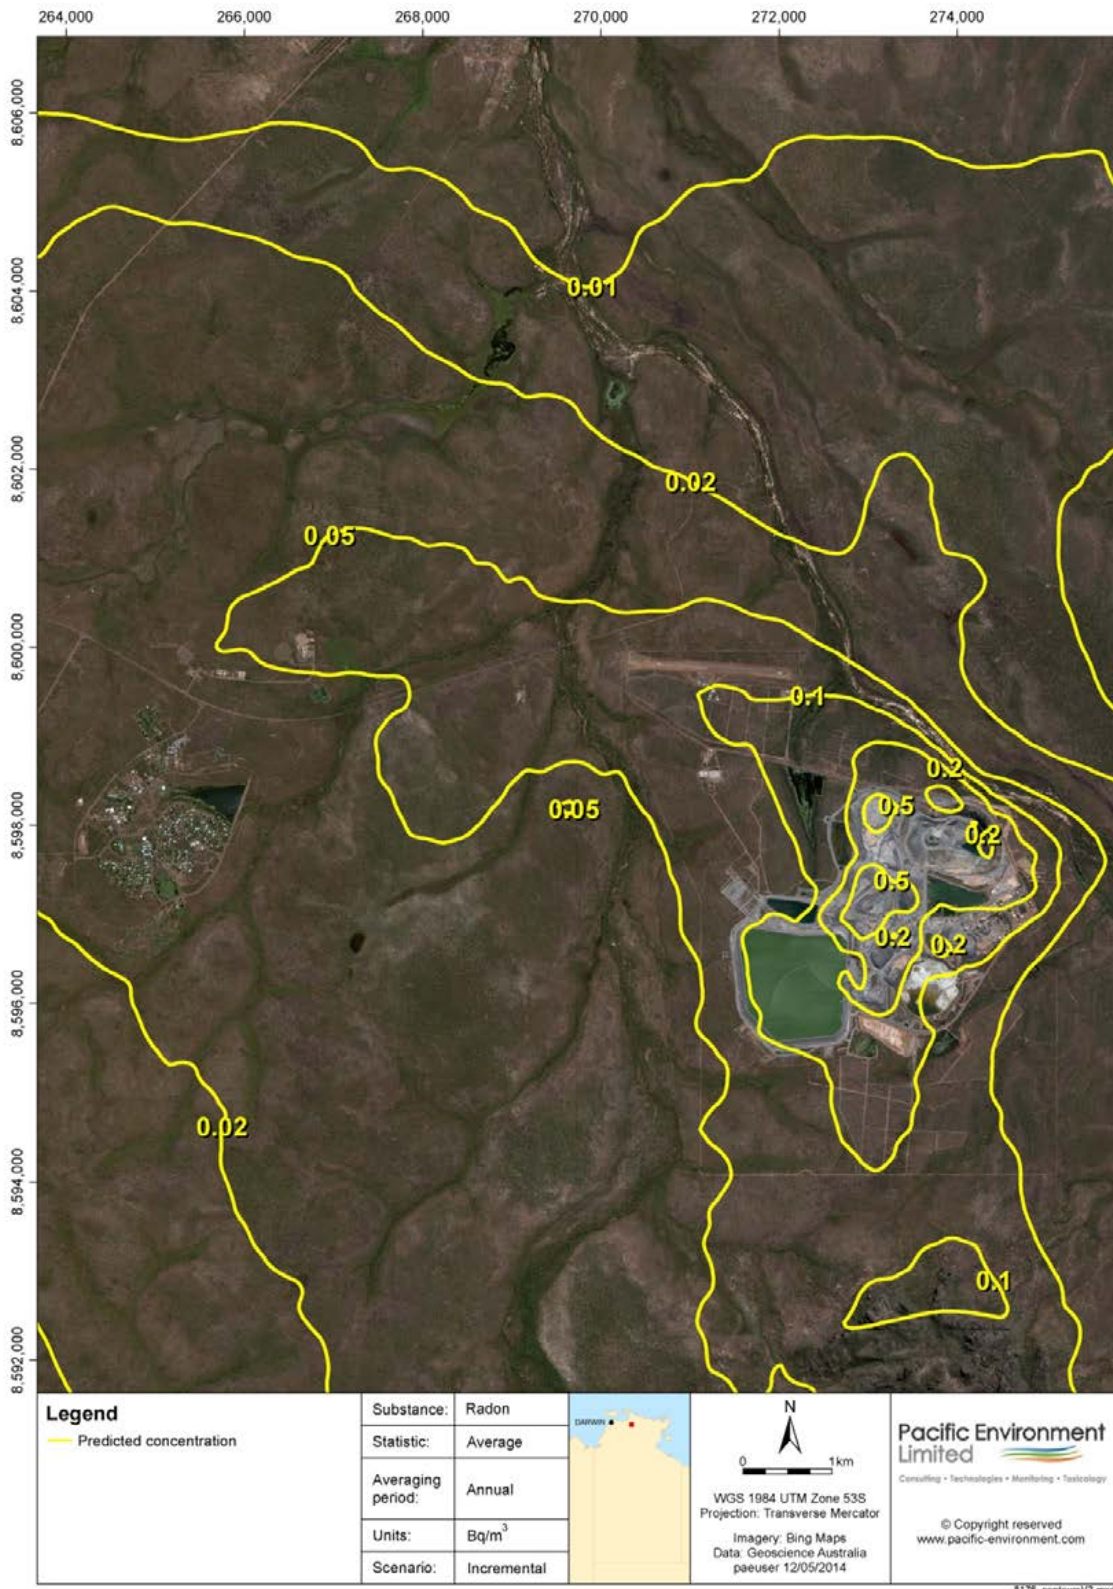 264,000 266,000 268,000 270,000 272,000 274,000
8,606,000
8,604,000
0.01
8,602,000
0.02
0.05
8,600,000
0.1
0.2
0.5
0.05
8,598,000
0.2
0.5
0.2
0.2
8,596,000
0.02
8,594,000
0.1
8,592,000
Legend
Predicted concentration
Substance: Radon
Statistic: Average
Averaging period: Annual
Units: Bq/m³
Scenario: Incremental
DARWIN
N
0 1km
WGS 1984 UTM Zone 53S
Projection: Transverse Mercator
Imagery: Bing Maps
Data: Geoscience Australia
paeuser 12/05/2014
Pacific Environment
Limited
Consulting • Technologies • Monitoring • Toxicology
© Copyright reserved
www.pacific-environment.com